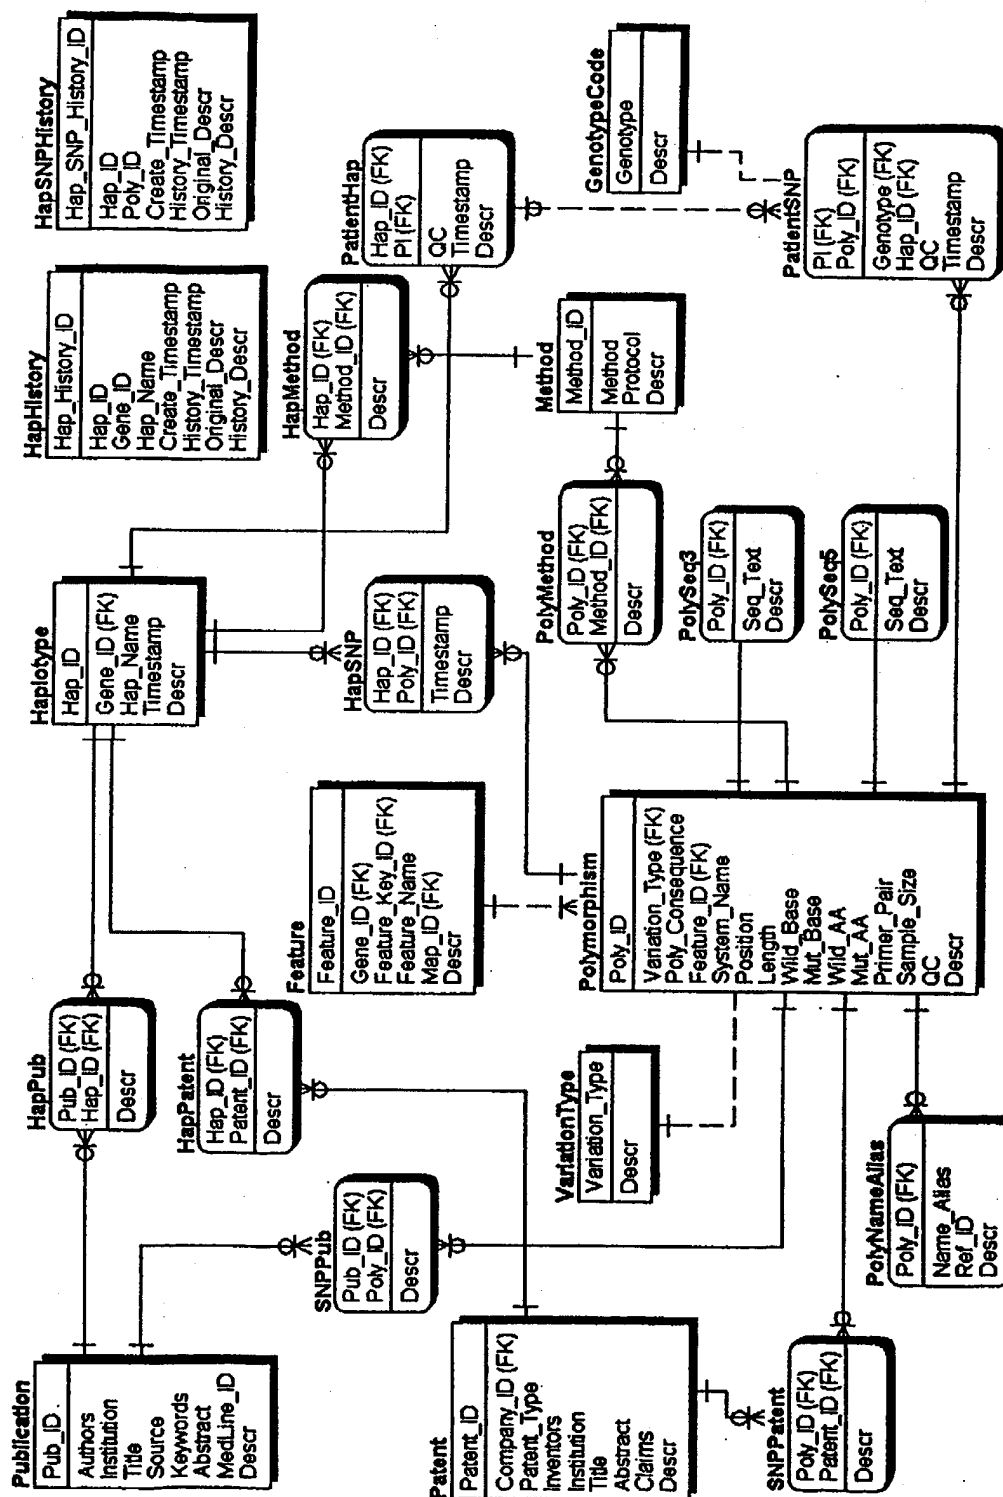 HapSNPHistory
Hap_SNP_History_ID
Hap_ID
Poly_ID
Create_Timestamp
History_Timestamp
Original_Descr
History_Descr
HapHistory
Hap_History_ID
Hap_ID
Gene_ID
Hap_Name
Create_Timestamp
History_Timestamp
Original_Descr
History_Descr
PatientHap
Hap_ID (FK)
PI (FK)
QC
Timestamp
Descr
GenotypeCode
Genotype
Descr
PatientSNP
PI (FK)
Poly_ID (FK)
Genotype (FK)
Hap_ID (FK)
QC
Timestamp
Descr
HapMethod
Hap_ID (FK)
Method_ID (FK)
Descr
Method
Method_ID
Method
Protocol
Descr
Haplotype
Hap_ID
Gene_ID (FK)
Hap_Name
Timestamp
Descr
HapSNP
Hap_ID (FK)
Poly_ID (FK)
Timestamp
Descr
PolyMethod
Poly_ID (FK)
Method_ID (FK)
Descr
PolySeq3
Poly_ID (FK)
Seq_Text
Descr
PolySeq5
Poly_ID (FK)
Seq_Text
Descr
Feature
Feature_ID
Gene_ID (FK)
Feature_Key_ID (FK)
Feature_Name
Map_ID (FK)
Descr
Polymorphism
Poly_ID
Variation_Type (FK)
Poly_Consequence
Feature_ID (FK)
System_Name
Position
Length
Wild_Base
Mut_Base
Wild_AA
Mut_AA
Primer_Pair
Sample_Size
QC
Descr
HapPub
Pub_ID (FK)
Hap_ID (FK)
Descr
HapPatent
Hap_ID (FK)
Patent_ID (FK)
Descr
VariationType
Variation_Type
Descr
SNPPub
Pub_ID (FK)
Poly_ID (FK)
Descr
PolyNameAlias
Poly_ID (FK)
Name_Alias
Ref_ID
Descr
Publication
Pub_ID
Authors
Institution
Title
Source
Keywords
Abstract
MedLine_ID
Descr
Patent
Patent_ID
Company_ID (FK)
Patent_Type
Inventors
Institution
Title
Abstract
Claims
Descr
SNPPatent
Poly_ID (FK)
Patent_ID (FK)
Descr